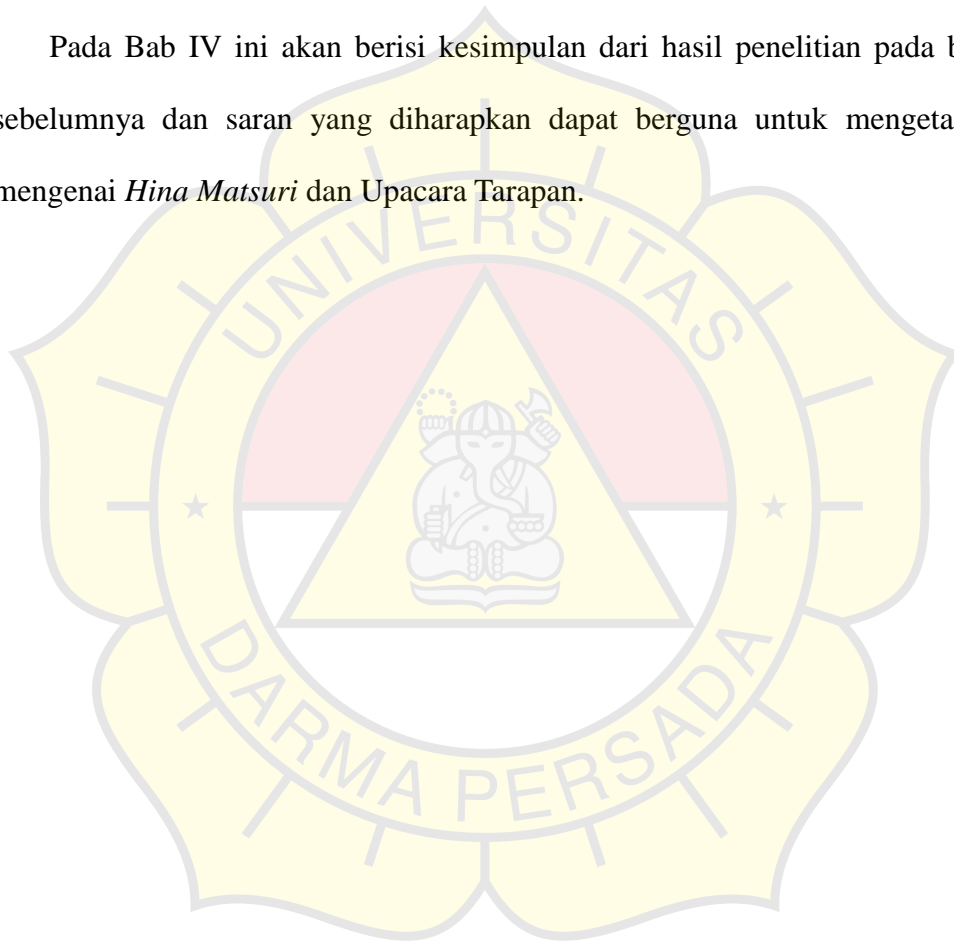 Pada Bab IV ini akan berisi kesimpulan dari hasil penelitian pada
sebelumnya dan saran yang diharapkan dapat berguna untuk
mengenai Hina Matsuri dan Upacara Tarapan.
UNIVERSITAS
DARMA PERSADA